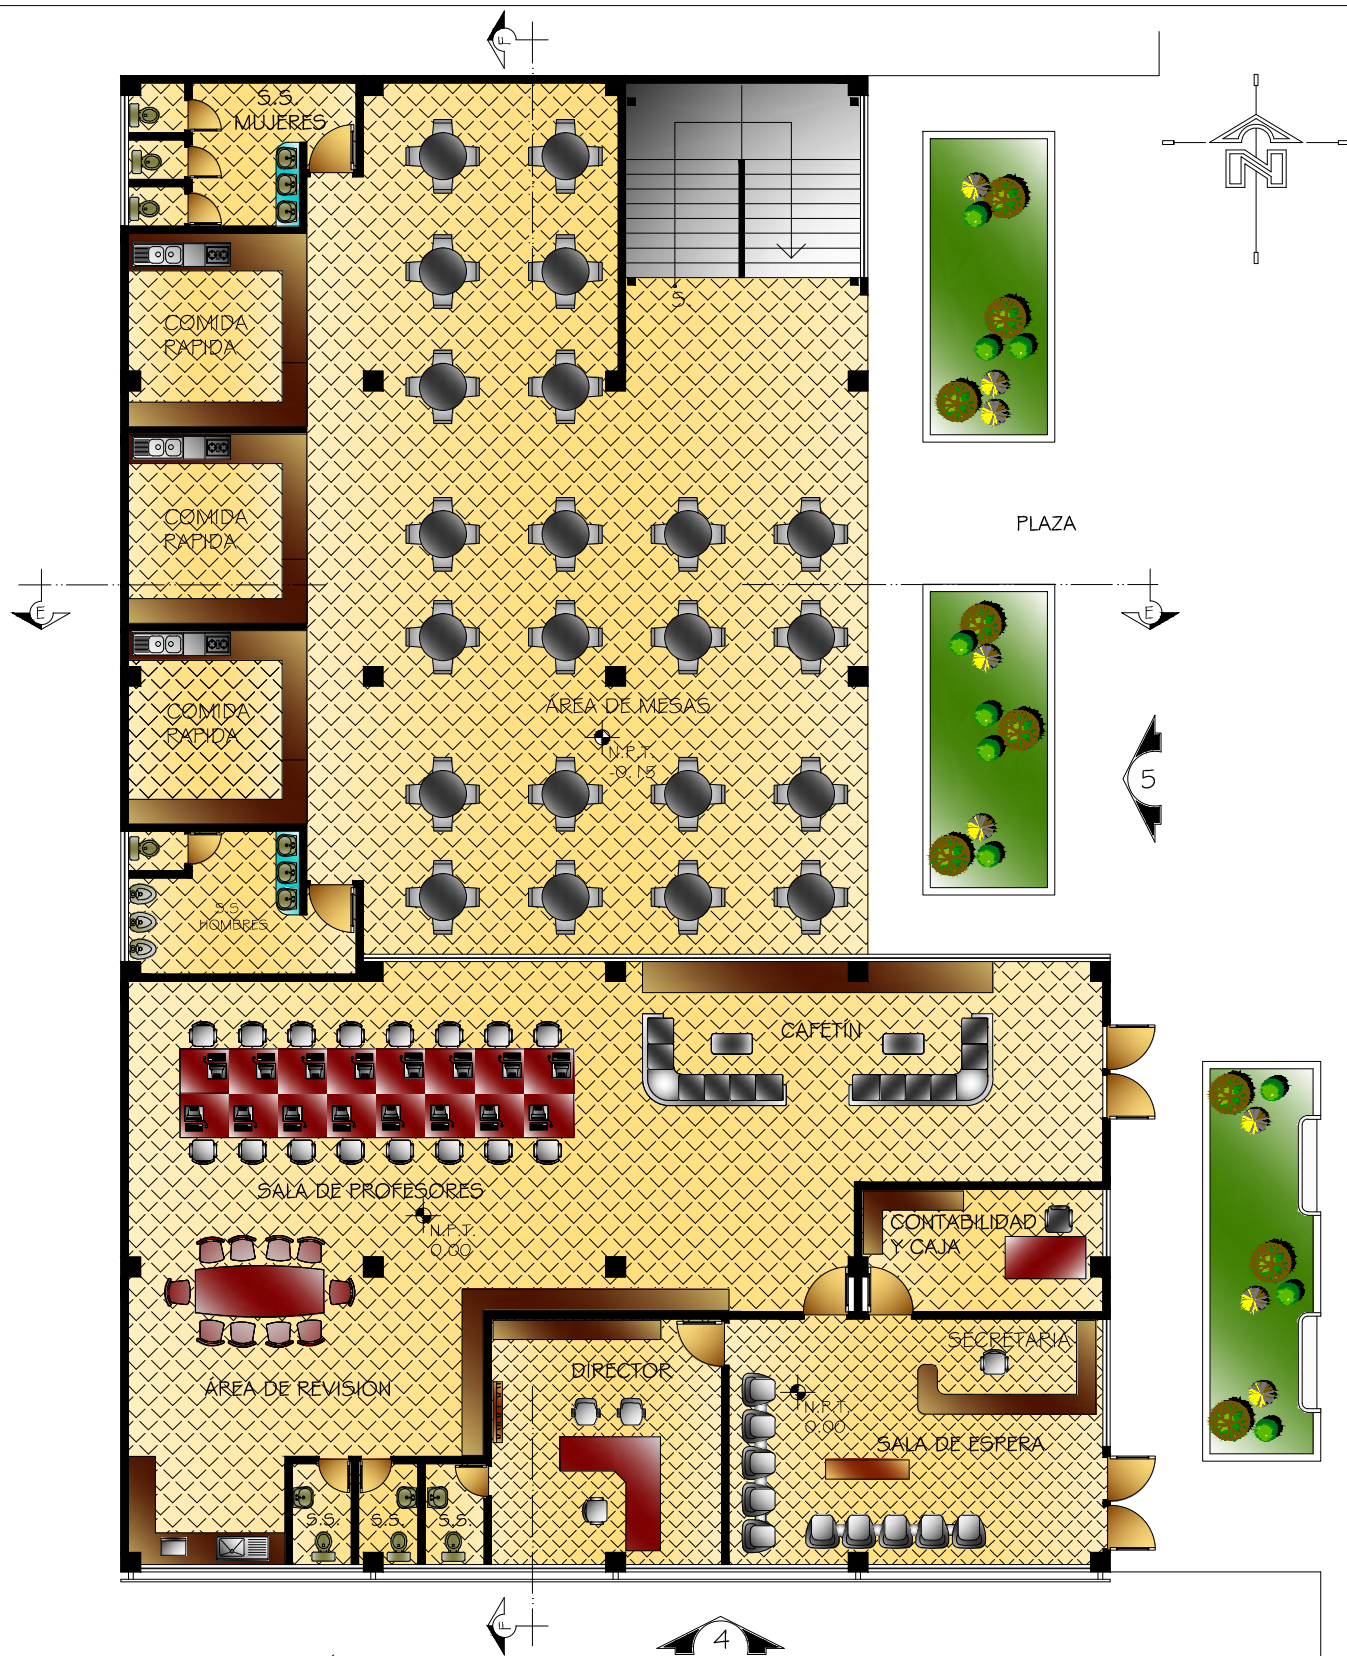 F
S.S.
MUJERES
N
COMIDA
RAPIDA
S.
COMIDA
RAPIDA
PLAZA
E
E
COMIDA
RAPIDA
ÁREA DE MESAS
N.P.T.
-0.15
5
S.S.
HOMBRES
CAFETÍN
SALA DE PROFESORES
N.P.T.
0.00
CONTABILIDAD
Y CAJA
SECRETARIA
DIRECTOR
ÁREA DE REVISION
N.P.T.
0.00
SALA DE ESPERA
S.S.
S.S.
S.S.
F
4